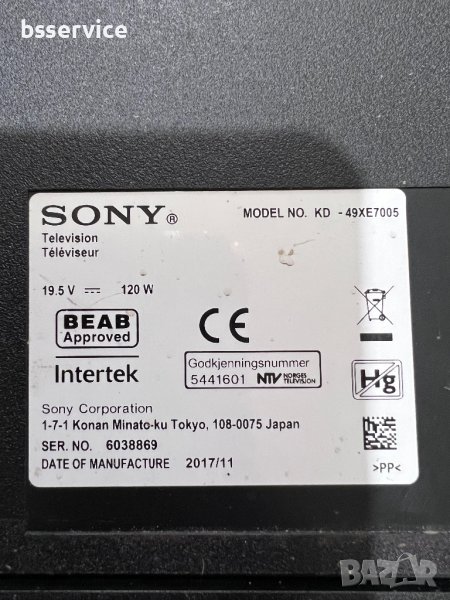 bsservice
SONY®
MODEL NO. KD - 49XE7005
Television
Téléviseur
19.5 V 120 W
BEAB
Approved
CE
Intertek
Godkjenningsnummer
5441601 NTV NORGES TELEVISION
Hg
Sony Corporation
1-7-1 Konan Minato-ku Tokyo, 108-0075 Japan
SER. NO. 6038869
DATE OF MANUFACTURE 2017/11
>PP<
BAZAR